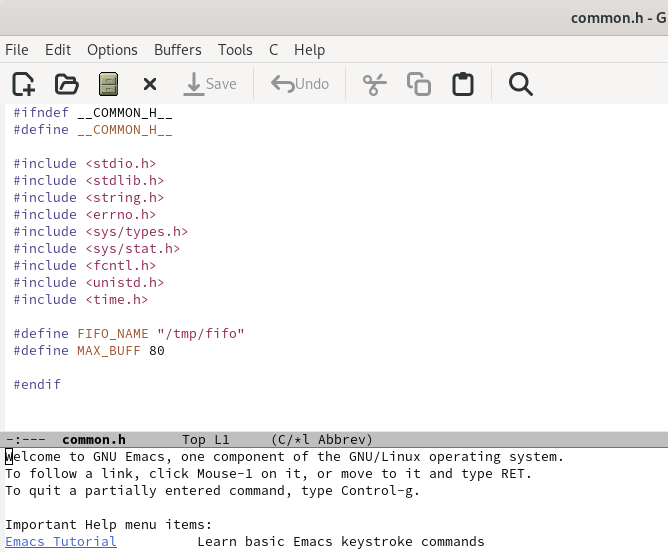 common.h - G
File Edit Options Buffers Tools C Help
Save Undo
#ifndef __COMMON_H__
#define __COMMON_H__
#include <stdio.h>
#include <stdlib.h>
#include <string.h>
#include <errno.h>
#include <sys/types.h>
#include <sys/stat.h>
#include <fcntl.h>
#include <unistd.h>
#include <time.h>
#define FIFO_NAME "/tmp/fifo"
#define MAX_BUFF 80
#endif
-:--- common.h Top L1 (C/*l Abbrev)
Welcome to GNU Emacs, one component of the GNU/Linux operating system.
To follow a link, click Mouse-1 on it, or move to it and type RET.
To quit a partially entered command, type Control-g.
Important Help menu items:
Emacs Tutorial Learn basic Emacs keystroke commands